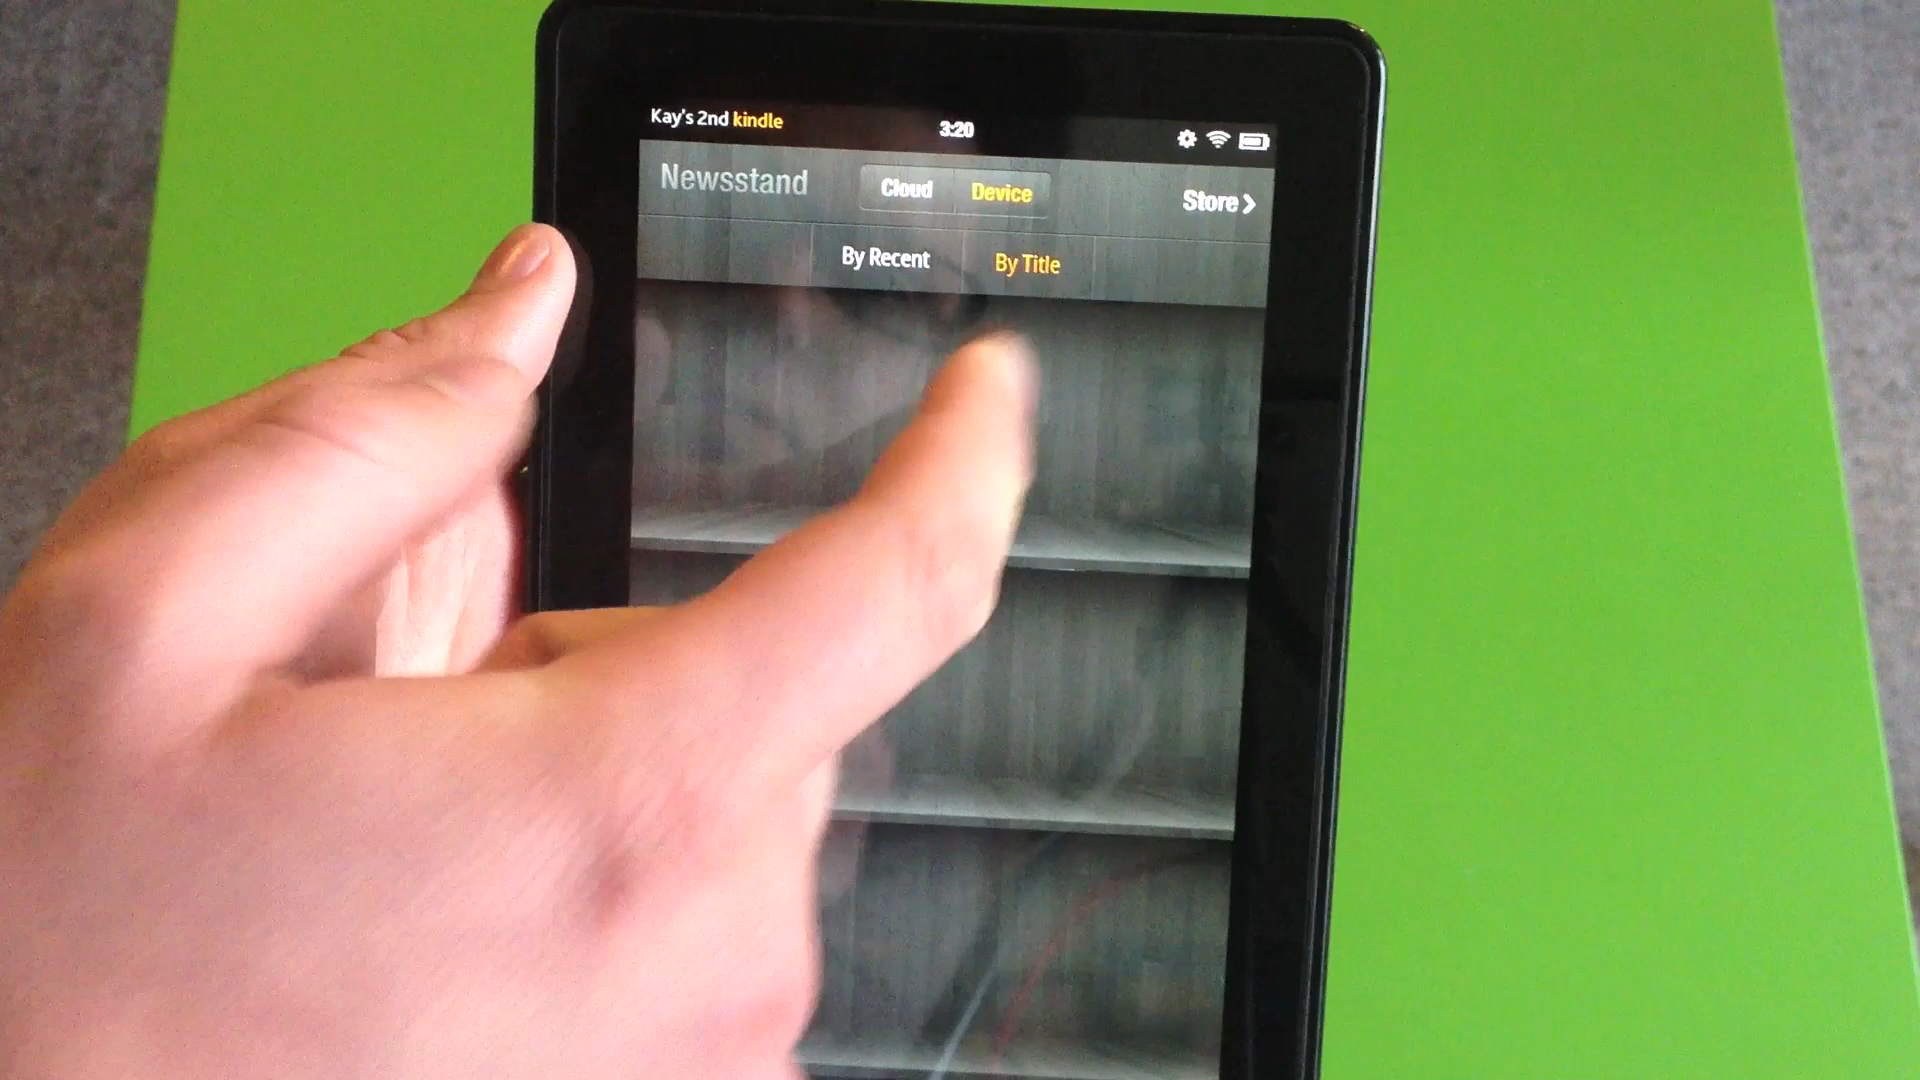 Kay's 2nd kindle 3:20
Newsstand Cloud Device Store
By Recent By Title